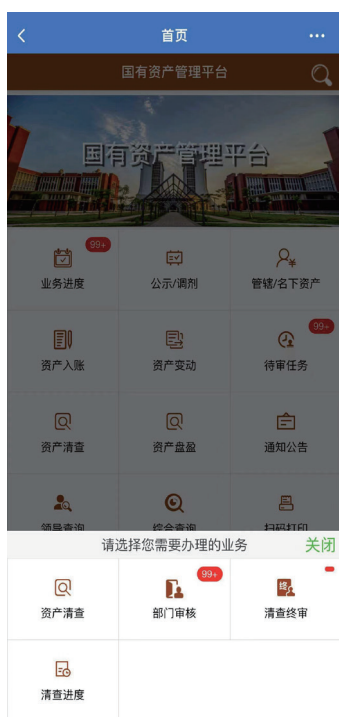 首页
国有资产管理平台
国有资产管理平台
99+
业务进度
公示/调剂
管辖/名下资产
99+
资产入账
资产变动
待审任务
资产清查
资产盘盈
通知公告
领导查询
综合查询
扫码打印
请选择您需要办理的业务
关闭
99+
资产清查
部门审核
终
清查终审
清查进度